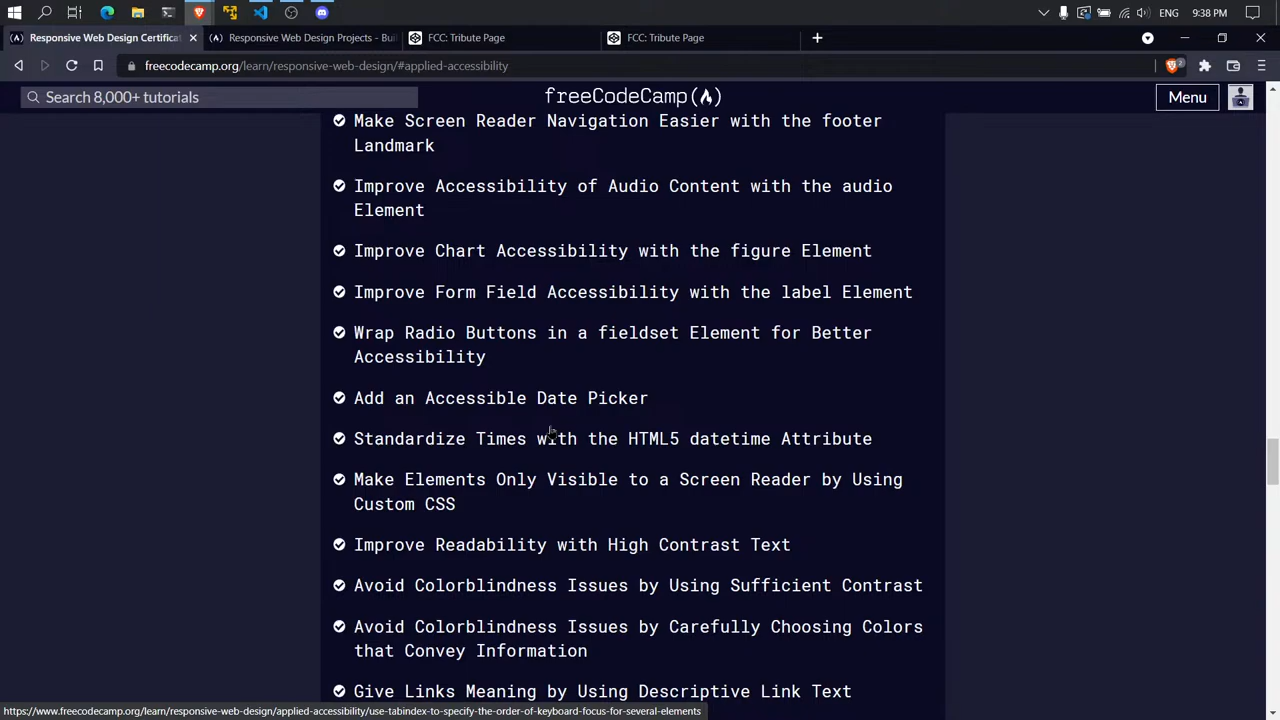 ENG
9:38 PM
Responsive Web Design Certifica
Responsive Web Design Projects - Bui
FCC: Tribute Page
FCC: Tribute Page
freecodecamp.org/learn/responsive-web-design/#applied-accessibility
2
Search 8,000+ tutorials
freeCodeCamp
Menu
Make Screen Reader Navigation Easier with the footer
Landmark
Improve Accessibility of Audio Content with the audio
Element
Improve Chart Accessibility with the figure Element
Improve Form Field Accessibility with the label Element
Wrap Radio Buttons in a fieldset Element for Better
Accessibility
Add an Accessible Date Picker
Standardize Times with the HTML5 datetime Attribute
Make Elements Only Visible to a Screen Reader by Using
Custom CSS
Improve Readability with High Contrast Text
Avoid Colorblindness Issues by Using Sufficient Contrast
Avoid Colorblindness Issues by Carefully Choosing Colors
that Convey Information
Give Links Meaning by Using Descriptive Link Text
https://www.freecodecamp.org/learn/responsive-web-design/applied-accessibility/use-tabindex-to-specify-the-order-of-keyboard-focus-for-several-elements